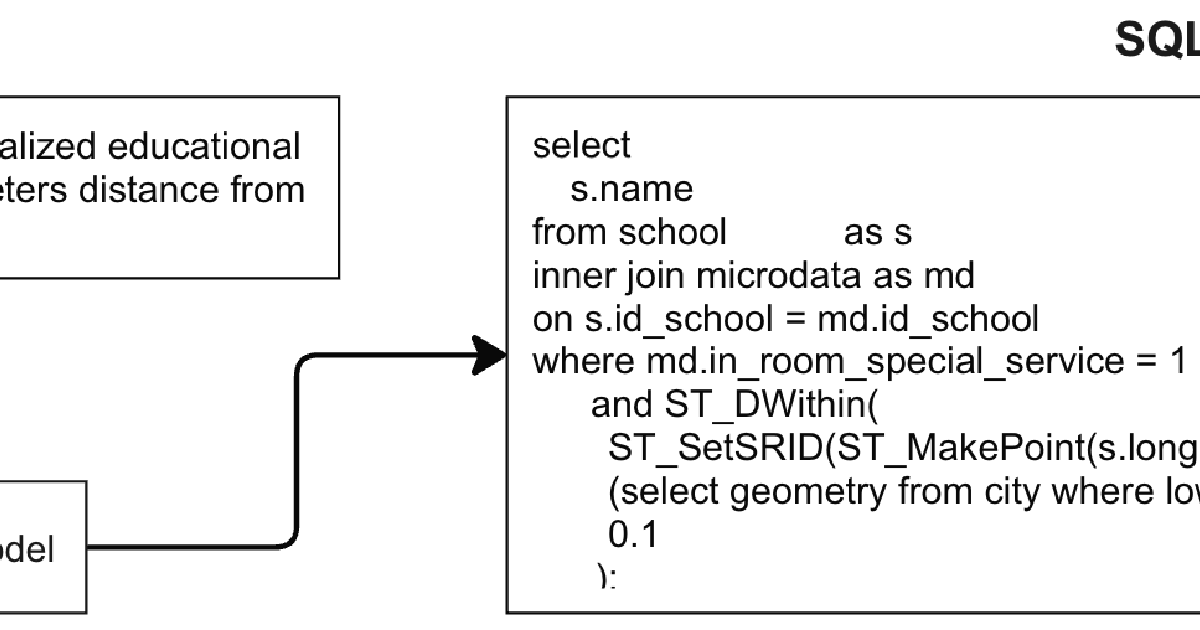 SQL
alized educational
eters distance from
select
s.name
from school as s
inner join microdata as md
on s.id_school = md.id_school
where md.in_room_special_service = 1
and ST_DWithin(
ST_SetSRID(ST_MakePoint(s.long
(select geometry from city where low
0.1
);
odel